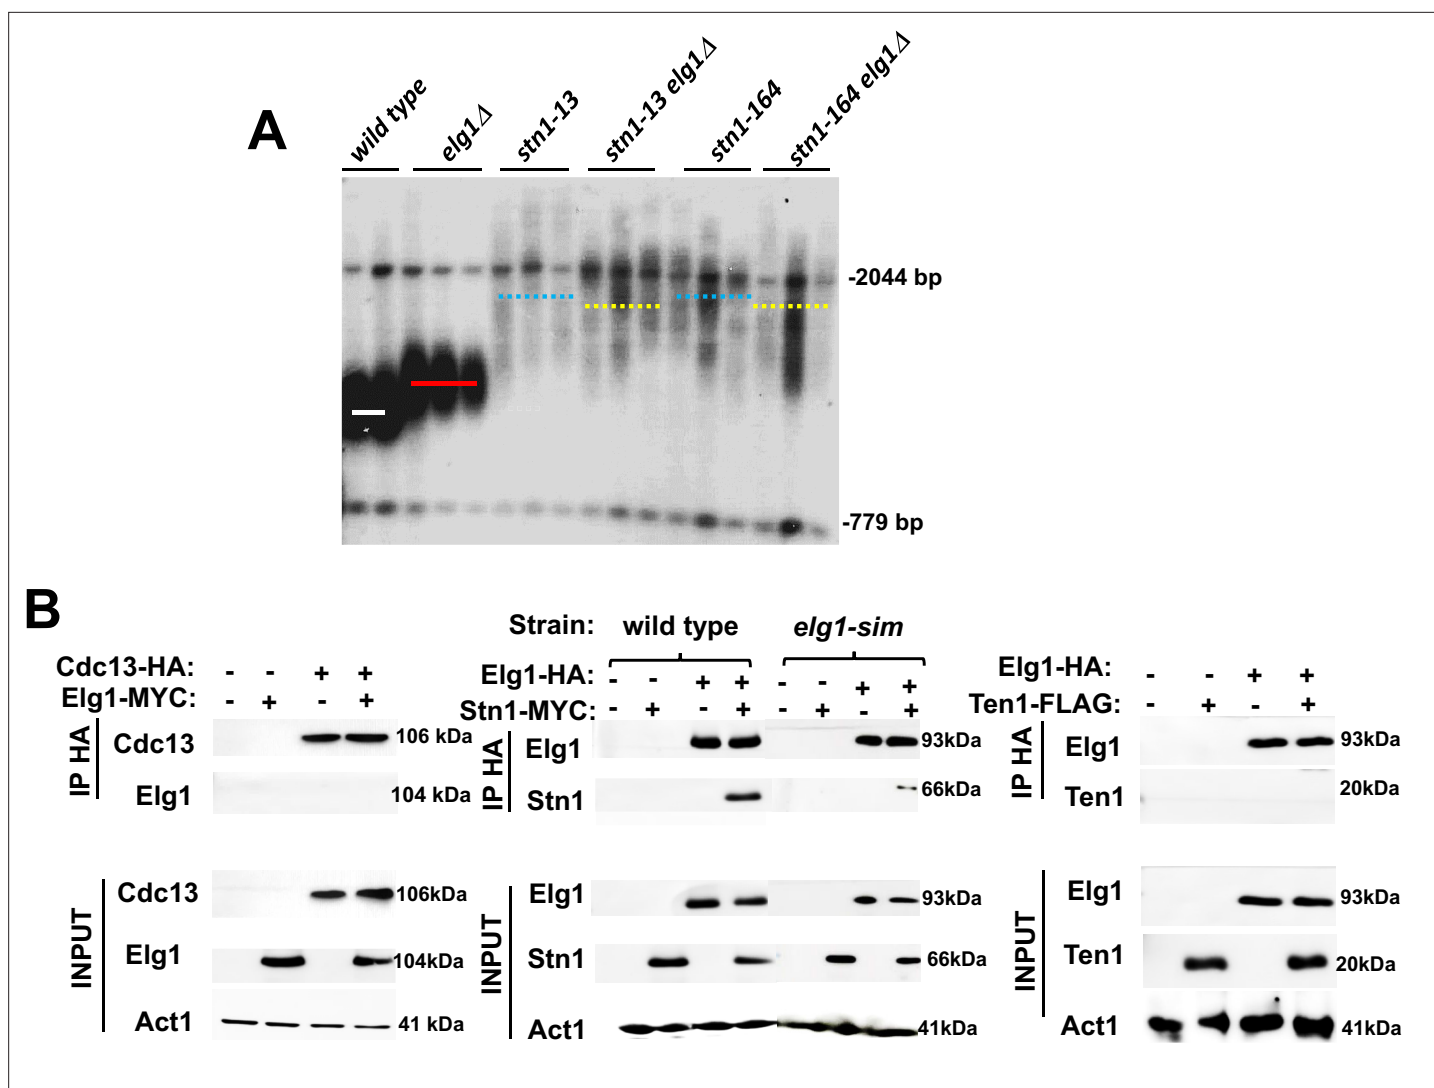 A
wild type
elg1Δ
stn1-13
stn1-13 elg1Δ
stn1-164
stn1-164 elg1Δ
-2044 bp
-779 bp
B
Cdc13-HA: - - + +
Elg1-MYC: - + - +
IP HA
Cdc13
106 kDa
Elg1
104 kDa
INPUT
Cdc13
106kDa
Elg1
104kDa
Act1
41 kDa
Strain: wild type elg1-sim
Elg1-HA: - - + + - - + +
Stn1-MYC: - + - + - + - +
IP HA
Elg1
93kDa
Stn1
66kDa
INPUT
Elg1
93kDa
Stn1
66kDa
Act1
41kDa
Elg1-HA: - - + +
Ten1-FLAG: - + - +
IP HA
Elg1
93kDa
Ten1
20kDa
INPUT
Elg1
93kDa
Ten1
20kDa
Act1
41kDa